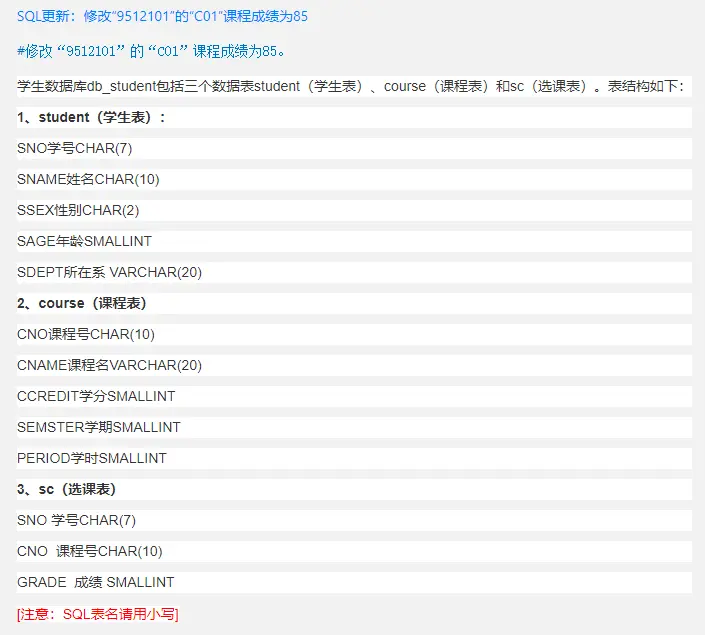 SQL更新：修改“9512101”的“C01”课程成绩为85
#修改“9512101”的“C01”课程成绩为85。
学生数据库db_student包括三个数据表student（学生表）、course（课程表）和sc（选课表）。表结构如下：
1、student（学生表）：
SNO学号CHAR(7)
SNAME姓名CHAR(10)
SSEX性别CHAR(2)
SAGE年龄SMALLINT
SDEPT所在系 VARCHAR(20)
2、course（课程表）
CNO课程号CHAR(10)
CNAME课程名VARCHAR(20)
CCREDIT学分SMALLINT
SEMSTER学期SMALLINT
PERIOD学时SMALLINT
3、sc（选课表）
SNO 学号CHAR(7)
CNO  课程号CHAR(10)
GRADE  成绩 SMALLINT
[注意：SQL表名请用小写]